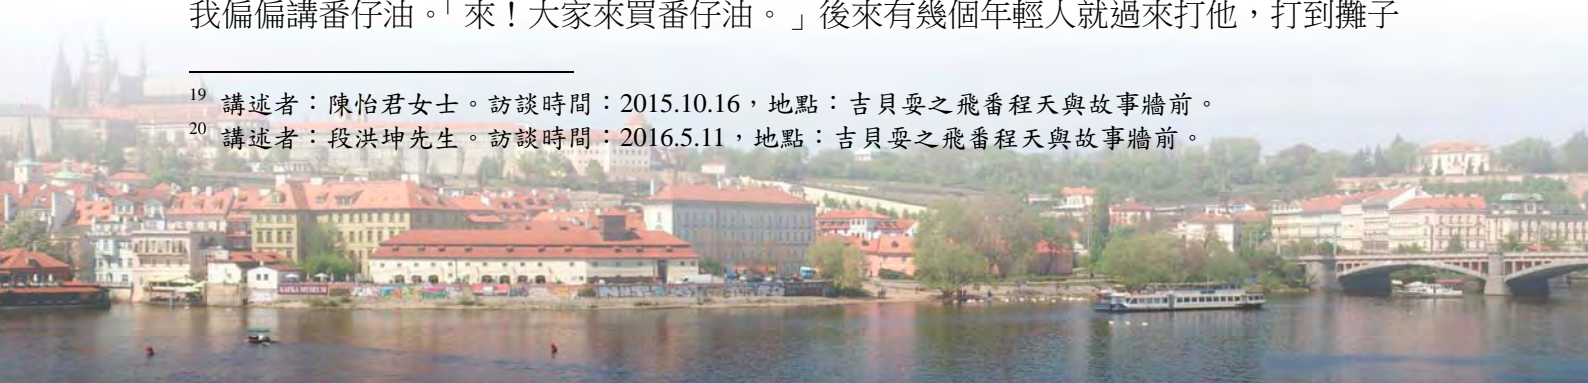 我偏偏講番仔油。「來！大家來買番仔油。」後來有幾個年輕人就過來打他，打到攤子
19 講述者：陳怡君女士。訪談時間：2015.10.16，地點：吉貝耍之飛番程天與故事牆前。
20 講述者：段洪坤先生。訪談時間：2016.5.11，地點：吉貝耍之飛番程天與故事牆前。
KAFKA MUSEUM